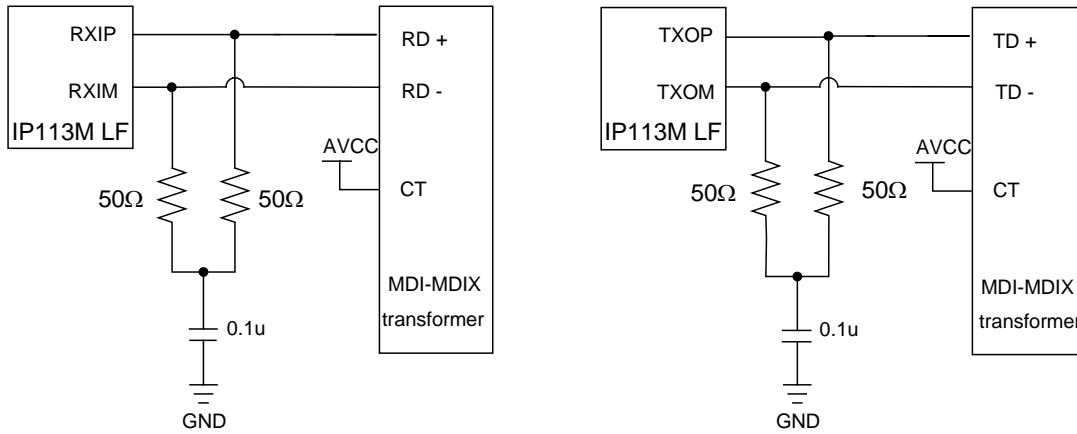 RXIP
RD +
RXIM
RD -
IP113M LF
AVCC
50Ω
50Ω
CT
MDI-MDIX
transformer
0.1u
GND
TXOP
TD +
TXOM
TD -
IP113M LF
AVCC
50Ω
50Ω
CT
MDI-MDIX
transformer
0.1u
GND